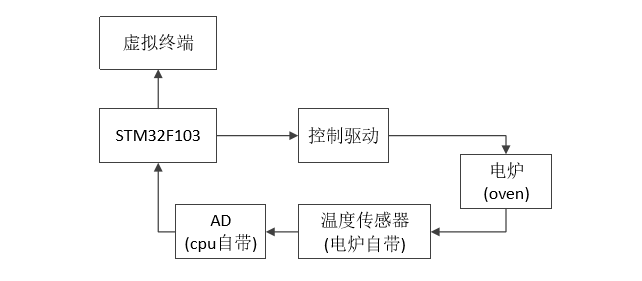 虚拟终端
STM32F103
控制驱动
电炉
(oven)
AD
(cpu自带)
温度传感器
(电炉自带)